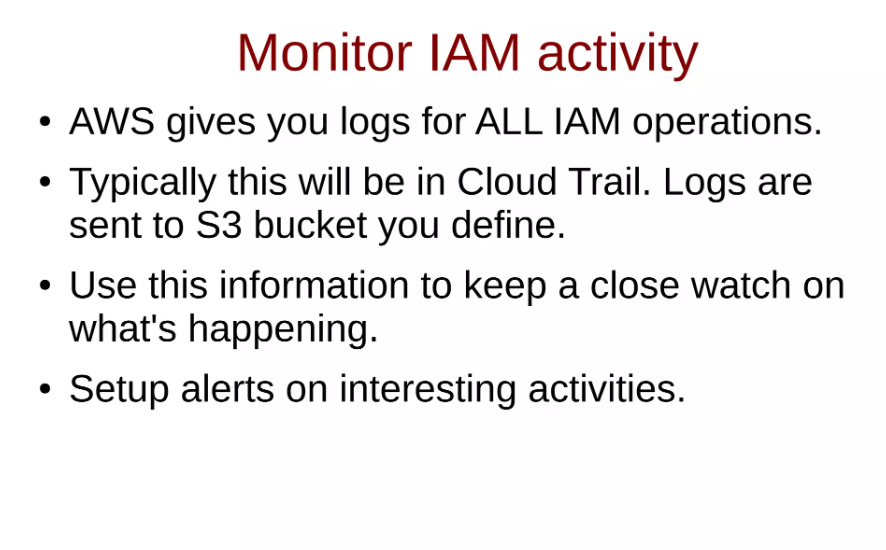 Monitor IAM activity
• AWS gives you logs for ALL IAM operations.
• Typically this will be in Cloud Trail. Logs are
sent to S3 bucket you define.
• Use this information to keep a close watch on
what's happening.
• Setup alerts on interesting activities.